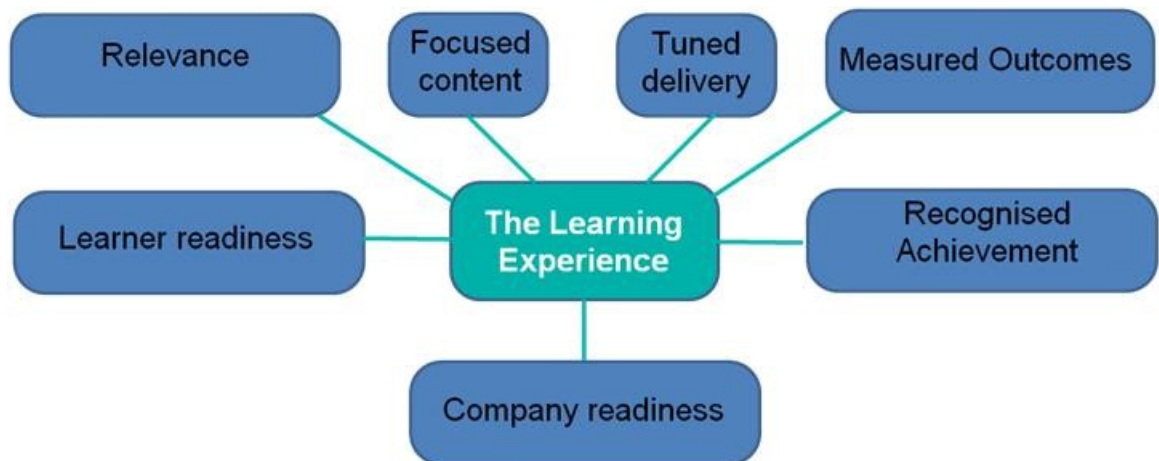 Relevance
Focused
content
Tuned
delivery
Measured Outcomes
Learner readiness
The Learning
Experience
Recognised
Achievement
Company readiness